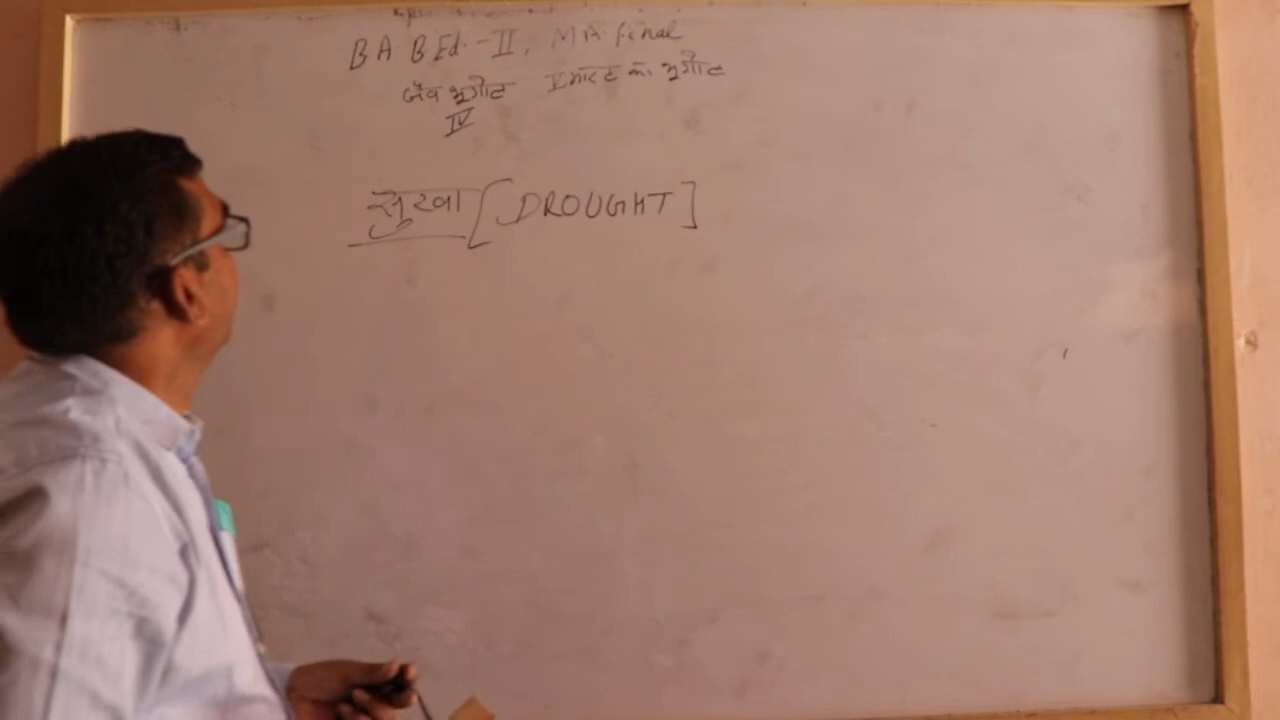 BA B.Ed.-II, MA final
जैव भूगोल V भारत का भूगोल
IV
सूखा [DROUGHT]